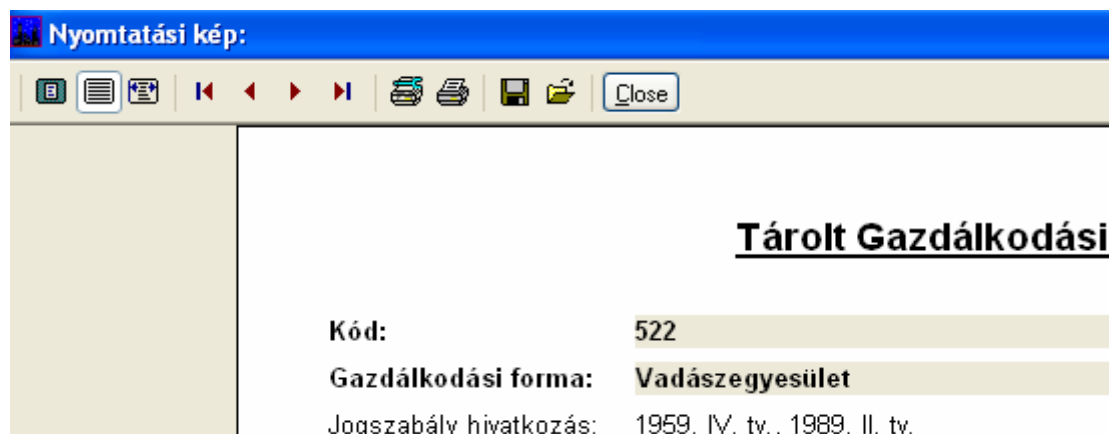 Nyomtatási kép:
Close
Tárolt Gazdálkodási
Kód: 522
Gazdálkodási forma: Vadászegyesület
Jogszabály hivatkozás: 1959. IV. tv., 1989. II. tv.